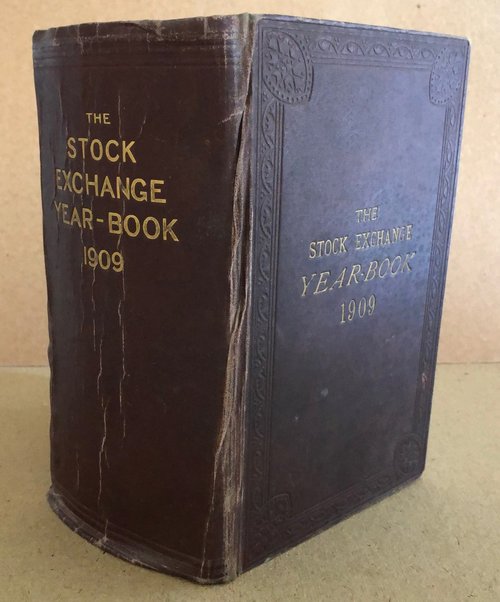 THE
STOCK
EXCHANGE
YEAR-BOOK
1909
THE
STOCK EXCHANGE
YEAR-BOOK
1909